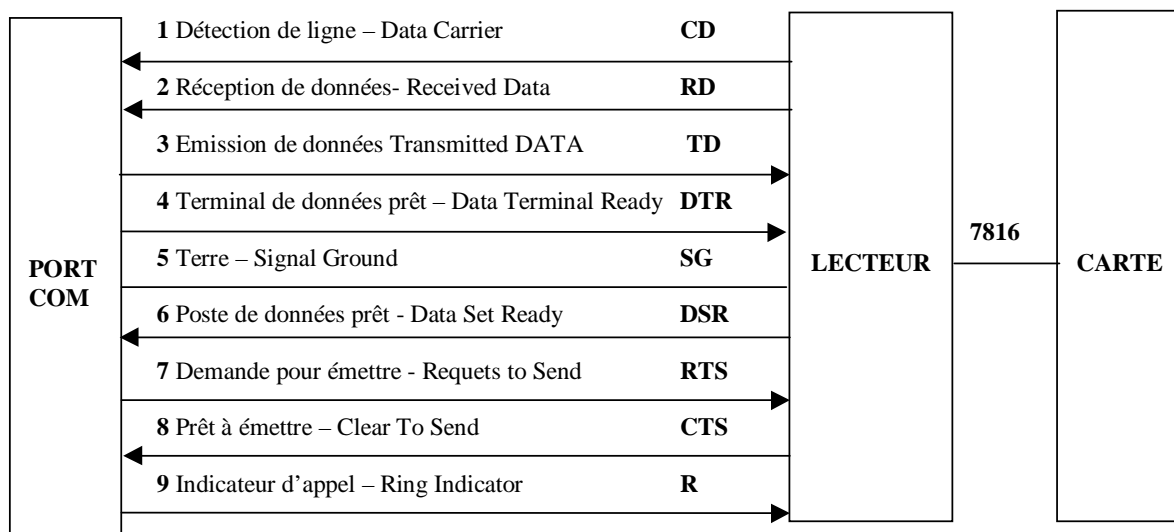 1 Détection de ligne – Data Carrier CD
2 Réception de données- Received Data RD
3 Emission de données Transmitted DATA TD
4 Terminal de données prêt – Data Terminal Ready DTR
5 Terre – Signal Ground SG
6 Poste de données prêt - Data Set Ready DSR
7 Demande pour émettre - Requets to Send RTS
8 Prêt à émettre – Clear To Send CTS
9 Indicateur d'appel – Ring Indicator R
PORT
COM
LECTEUR
7816
CARTE